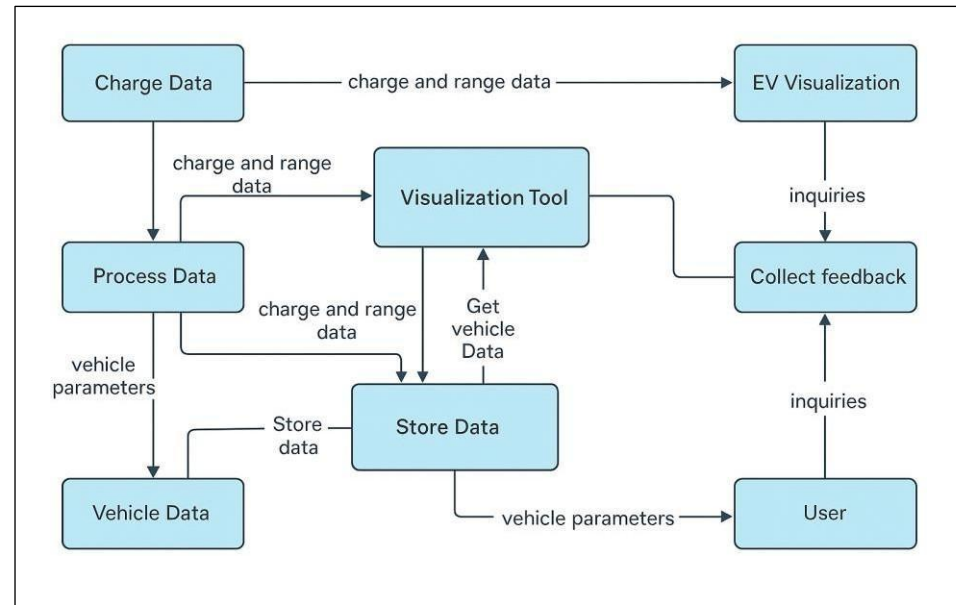 Charge Data
charge and range data
EV Visualization
charge and range
data
Visualization Tool
inquiries
Process Data
Collect feedback
charge and range
data
Get
vehicle
Data
vehicle
parameters
inquiries
Store
data
Store Data
Vehicle Data
vehicle parameters
User